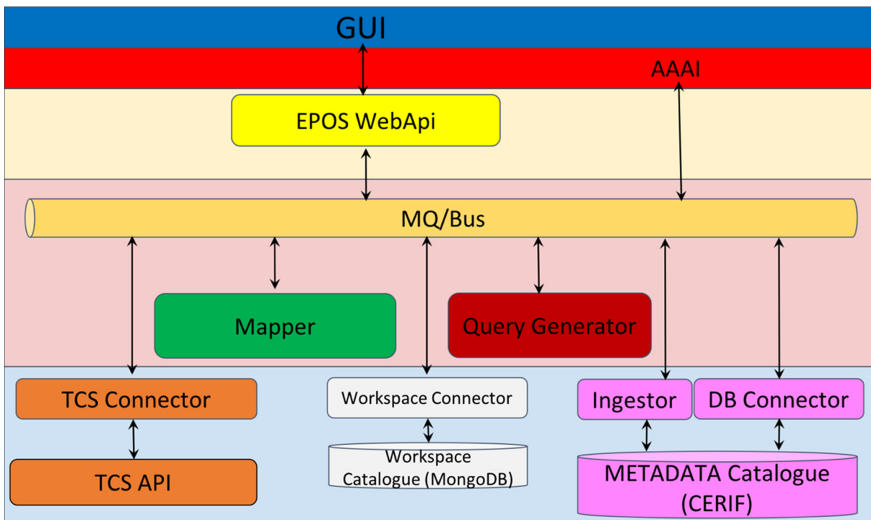 GUI
AAAI
EPOS WebApi
MQ/Bus
Mapper
Query Generator
TCS Connector
Workspace Connector
Ingestor
DB Connector
TCS API
Workspace
Catalogue (MongoDB)
METADATA Catalogue
(CERIF)